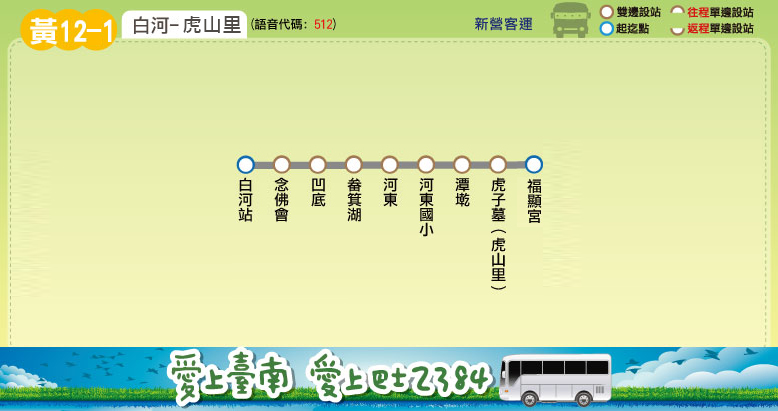 黃12-1
白河-虎山里
(語音代碼: 512)
新營客運
雙邊設站
往程單邊設站
起迄點
返程單邊設站
白河站
念佛會
凹底
畚箕湖
河東
河東國小
潭墘
虎子墓(虎山里)
福顯宮
愛上臺南 愛上巴士2384